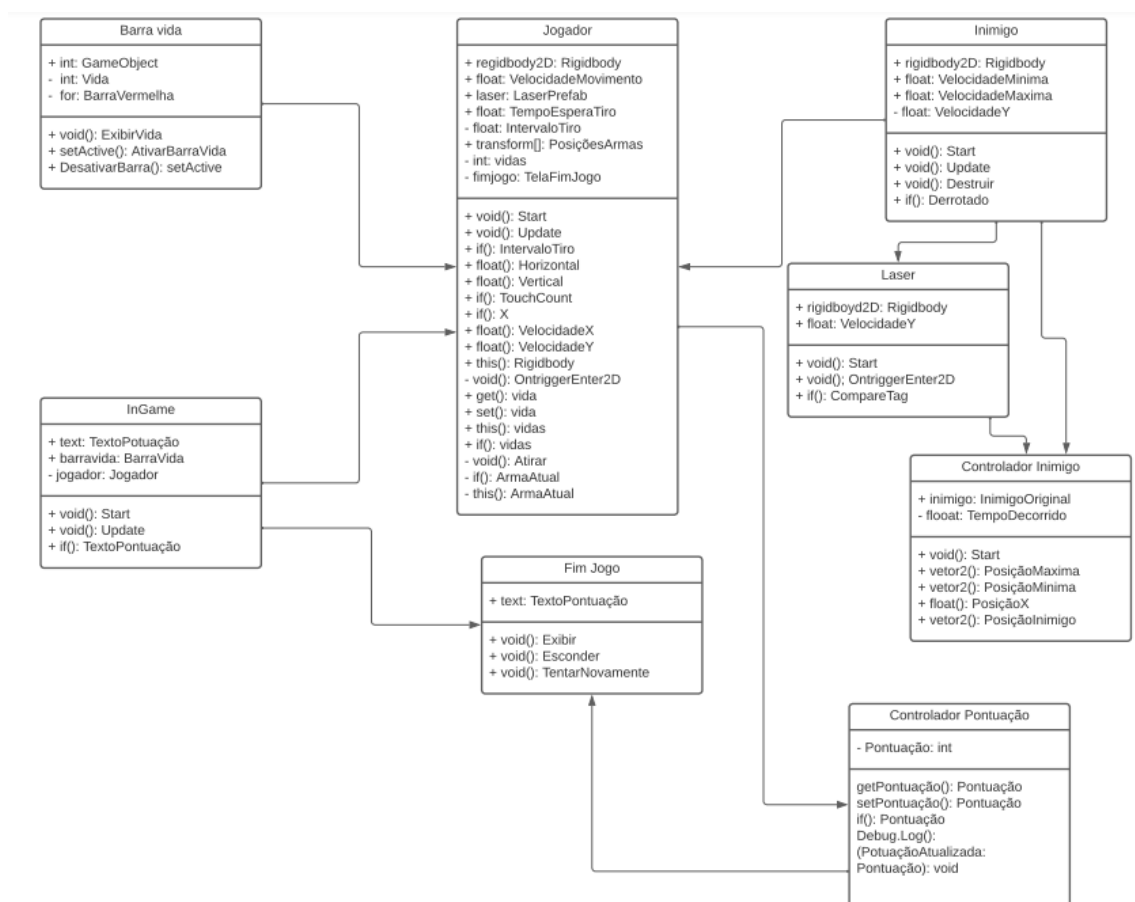 Barra vida
+ int: GameObject
- int: Vida
- for: BarraVermelha
+ void(): ExibirVida
+ setActive(): AtivarBarraVida
+ DesativarBarra(): setActive
Jogador
+ regidbody2D: Rigidbody
+ float: VelocidadeMovimento
+ laser: LaserPrefab
+ float: TempoEsperaTiro
- float: IntervaloTiro
+ transform[]: PosiçõesArmas
- int: vidas
- fimjogo: TelaFimJogo
+ void(): Start
+ void(): Update
+ if(): IntervaloTiro
+ float(): Horizontal
+ float(): Vertical
+ if(): TouchCount
+ if(): X
+ float(): VelocidadeX
+ float(): VelocidadeY
+ this(): Rigidbody
- void(): OntriggerEnter2D
+ get(): vida
+ set(): vida
+ this(): vidas
+ if(): vidas
- void(): Atirar
- if(): ArmaAtual
- this(): ArmaAtual
Inimigo
+ rigidbody2D: Rigidbody
+ float: VelocidadeMinima
+ float: VelocidadeMaxima
- float: VelocidadeY
+ void(): Start
+ void(): Update
+ void(): Destruir
+ if(): Derrotado
Laser
+ rigidboyd2D: Rigidbody
+ float: VelocidadeY
+ void(): Start
+ void(); OntriggerEnter2D
+ if(): CompareTag
InGame
+ text: TextoPotuação
+ barravida: BarraVida
- jogador: Jogador
+ void(): Start
+ void(): Update
+ if(): TextoPontuação
Controlador Inimigo
+ inimigo: InimigoOriginal
- flooat: TempoDecorrido
+ void(): Start
+ vetor2(): PosiçãoMaxima
+ vetor2(): PosiçãoMinima
+ float(): PosiçãoX
+ vetor2(): PosiçãoInimigo
Fim Jogo
+ text: TextoPontuação
+ void(): Exibir
+ void(): Esconder
+ void(): TentarNovamente
Controlador Pontuação
- Pontuação: int
getPontuação(): Pontuação
setPontuação(): Pontuação
if(): Pontuação
Debug.Log():
(PotuaçãoAtualizada:
Pontuação): void